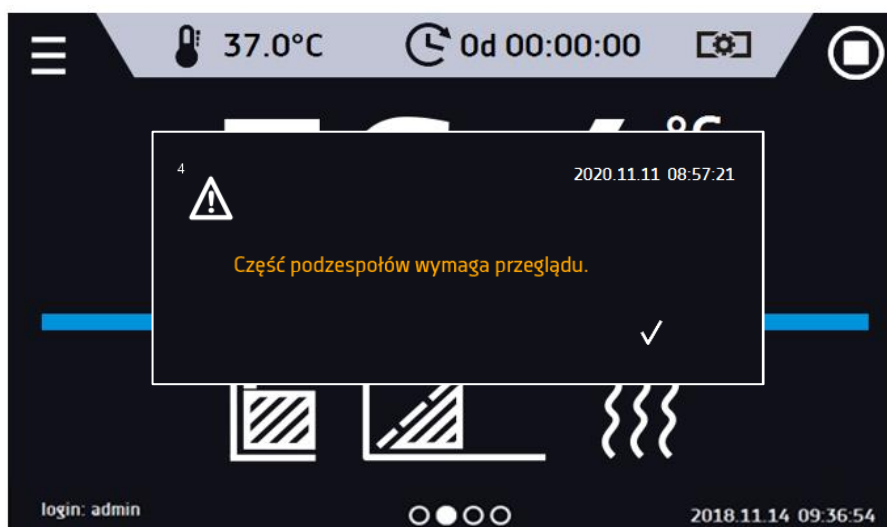 37.0°C
0d 00:00:00
°C
4
2020.11.11 08:57:21
Część podzespołów wymaga przeglądu.
login: admin
2018.11.14 09:36:54